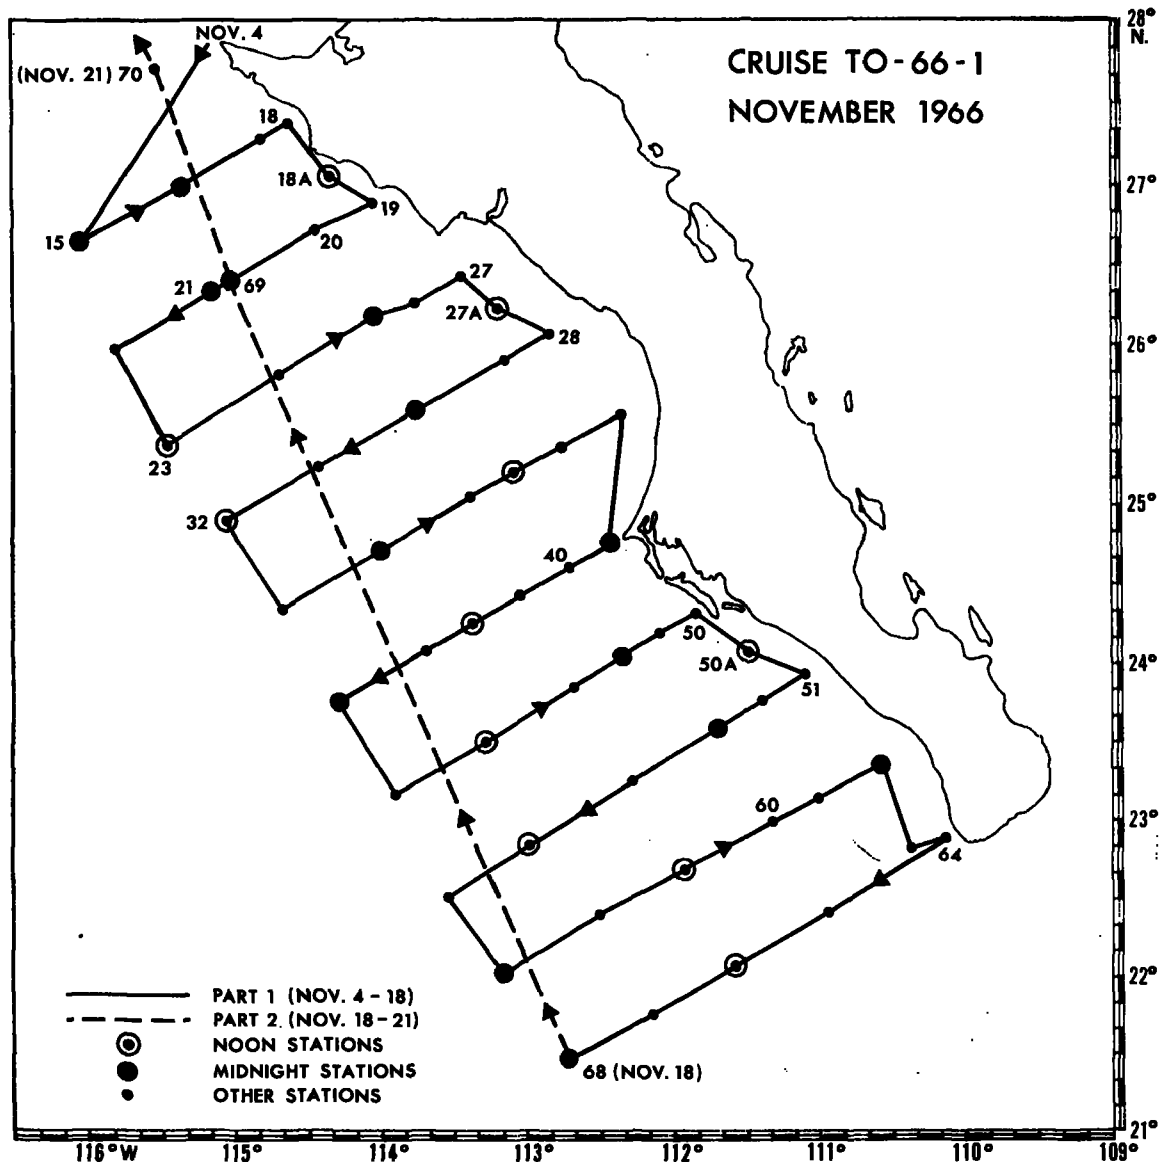 28°
N.
NOV. 4
CRUISE TO-66-1
(NOV. 21) 70
NOVEMBER 1966
18
27°
18A
19
15
20
27
21
69
27A
28
26°
23
25°
32
40
50
24°
50A
51
23°
60
64
22°
PART 1 (NOV. 4-18)
PART 2. (NOV. 18-21)
NOON STATIONS
MIDNIGHT STATIONS
68 (NOV. 18)
OTHER STATIONS
21°
116°W 115° 114° 113° 112° 111° 110° 109°